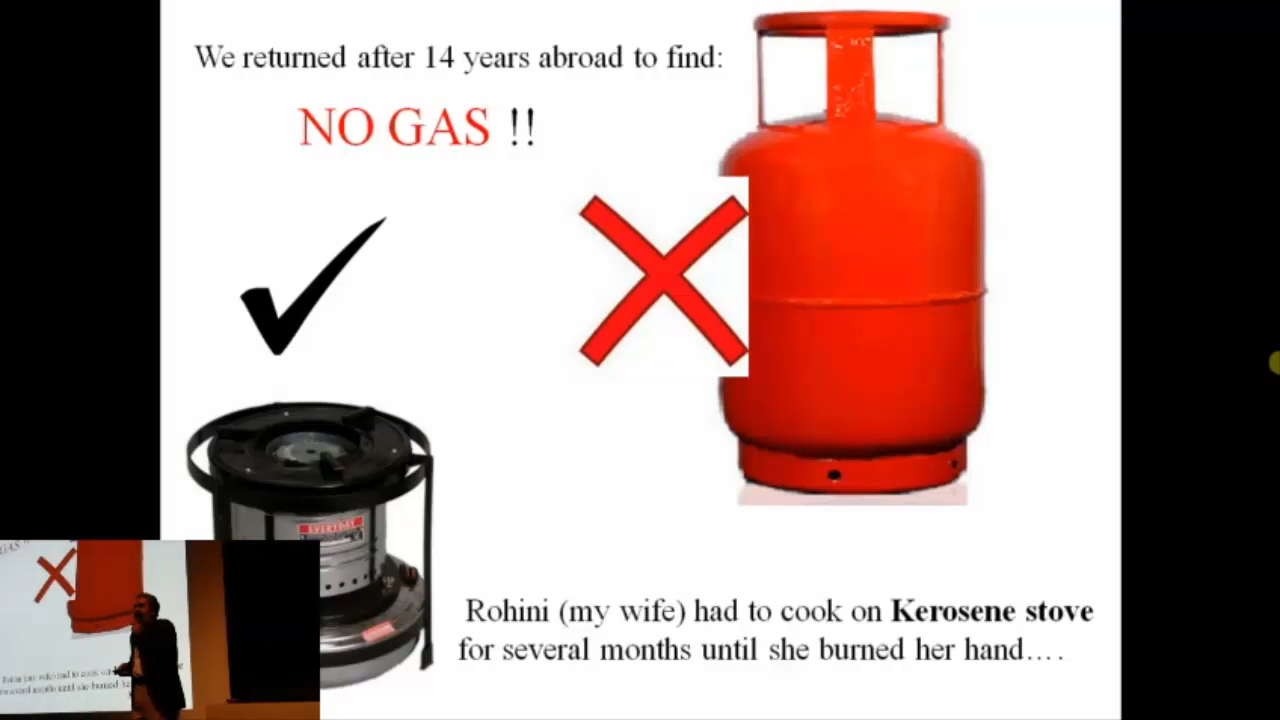 We returned after 14 years abroad to find:
NO GAS !!
EVERYDAY
Rohini (my wife) had to cook on Kerosene stove
for several months until she burned her hand….
GAS